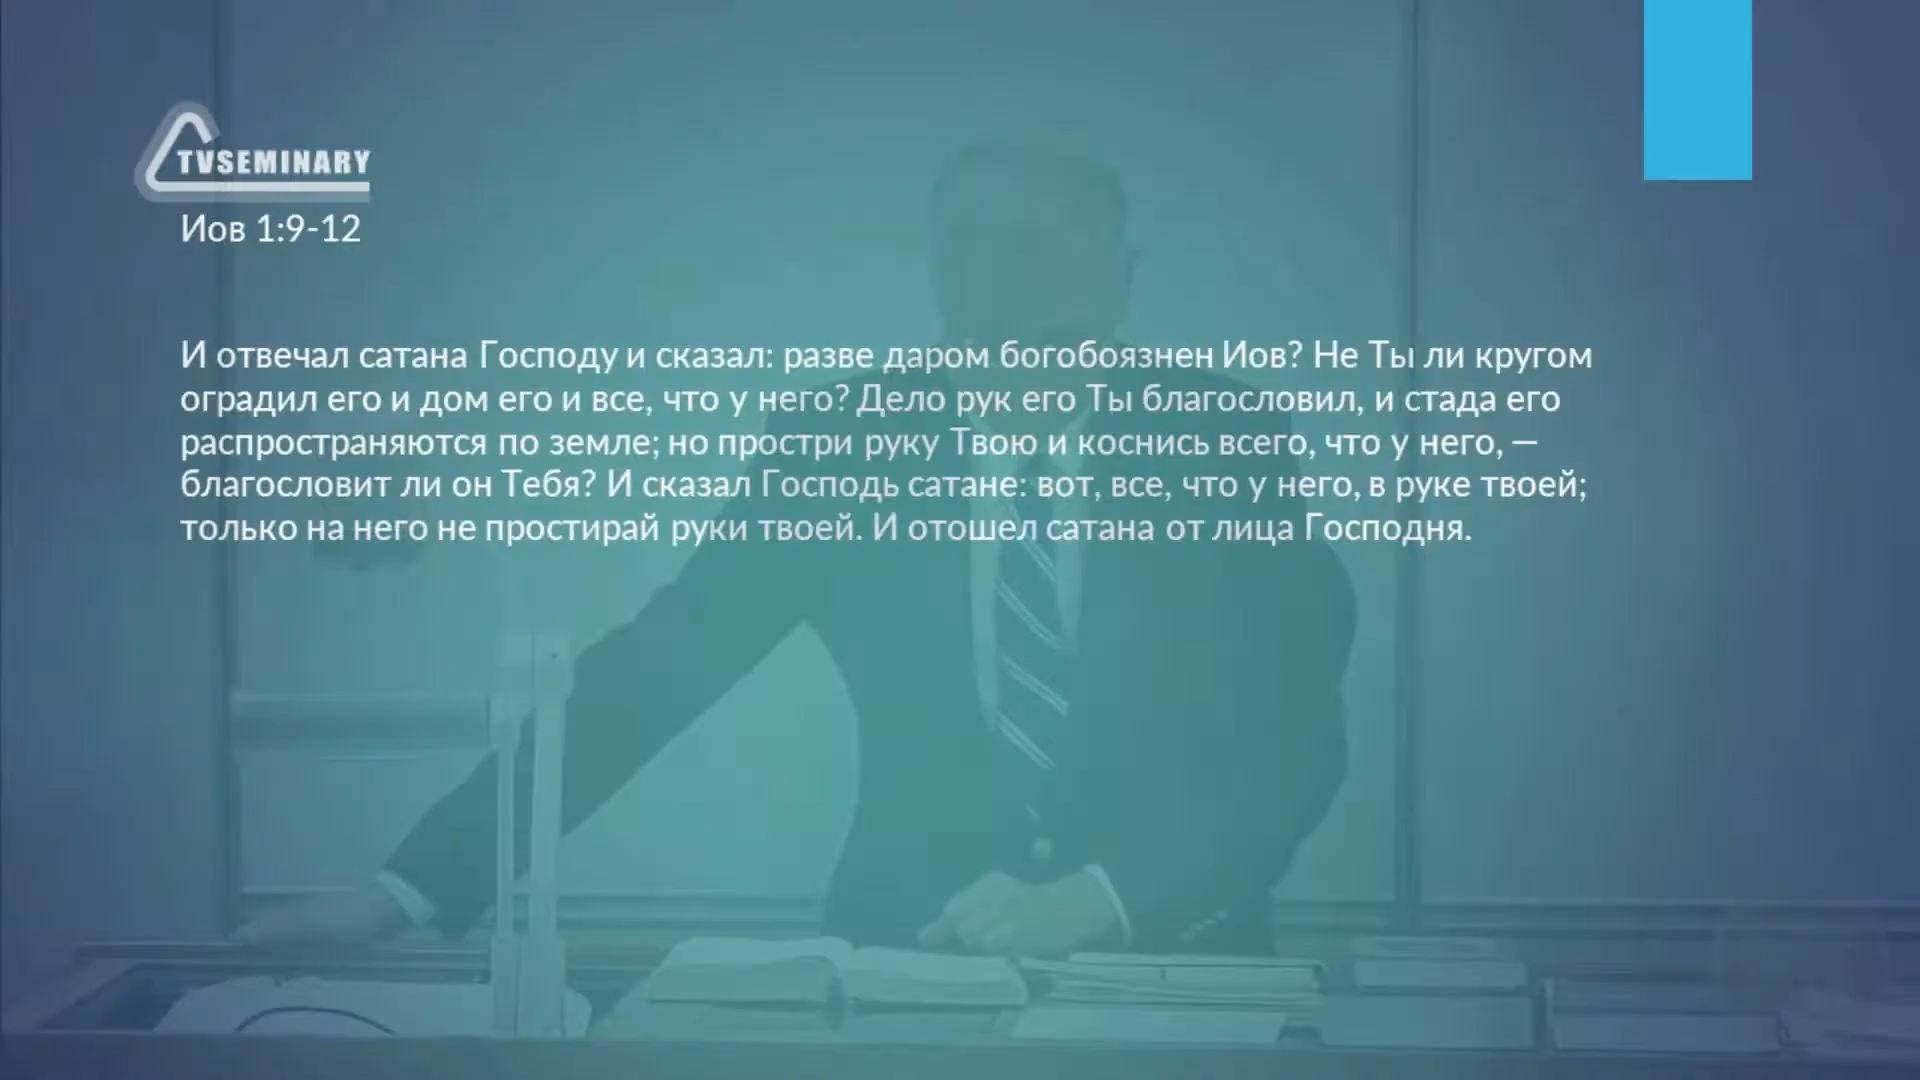 TVSEMINARY
Иов 1:9-12
И отвечал сатана Господу и сказал: разве даром богобоязнен Иов? Не Ты ли кругом
оградил его и дом его и все, что у него? Дело рук его Ты благословил, и стада его
распространяются по земле; но простри руку Твою и коснись всего, что у него, —
благословит ли он Тебя? И сказал Господь сатане: вот, все, что у него, в руке твоей;
только на него не простирай руки твоей. И отошел сатана от лица Господня.